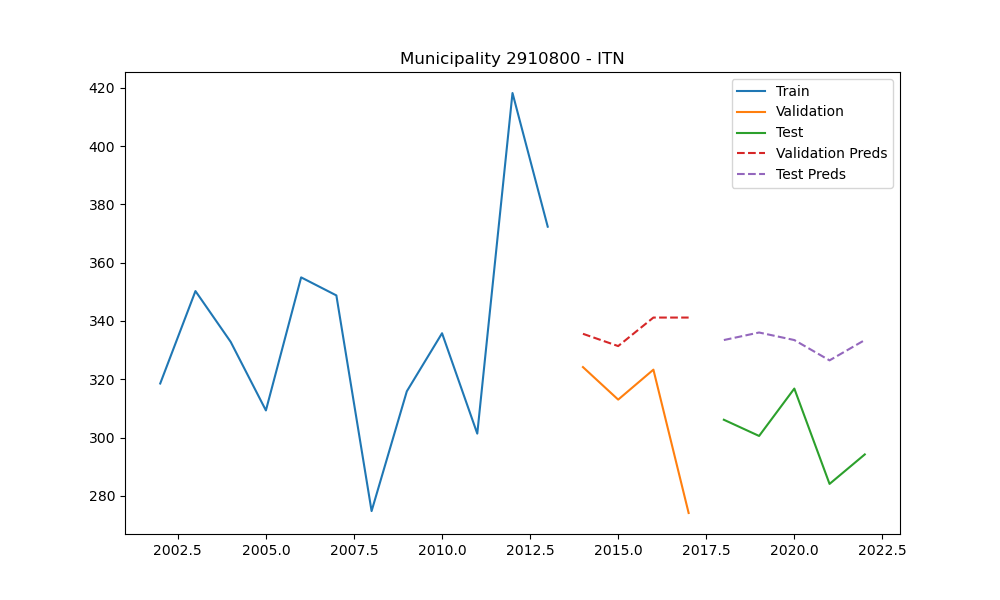 Municipality 2910800 - ITN
420
400
380
360
340
320
300
280
Train
Validation
Test
Validation Preds
Test Preds
2002.5 2005.0 2007.5 2010.0 2012.5 2015.0 2017.5 2020.0 2022.5